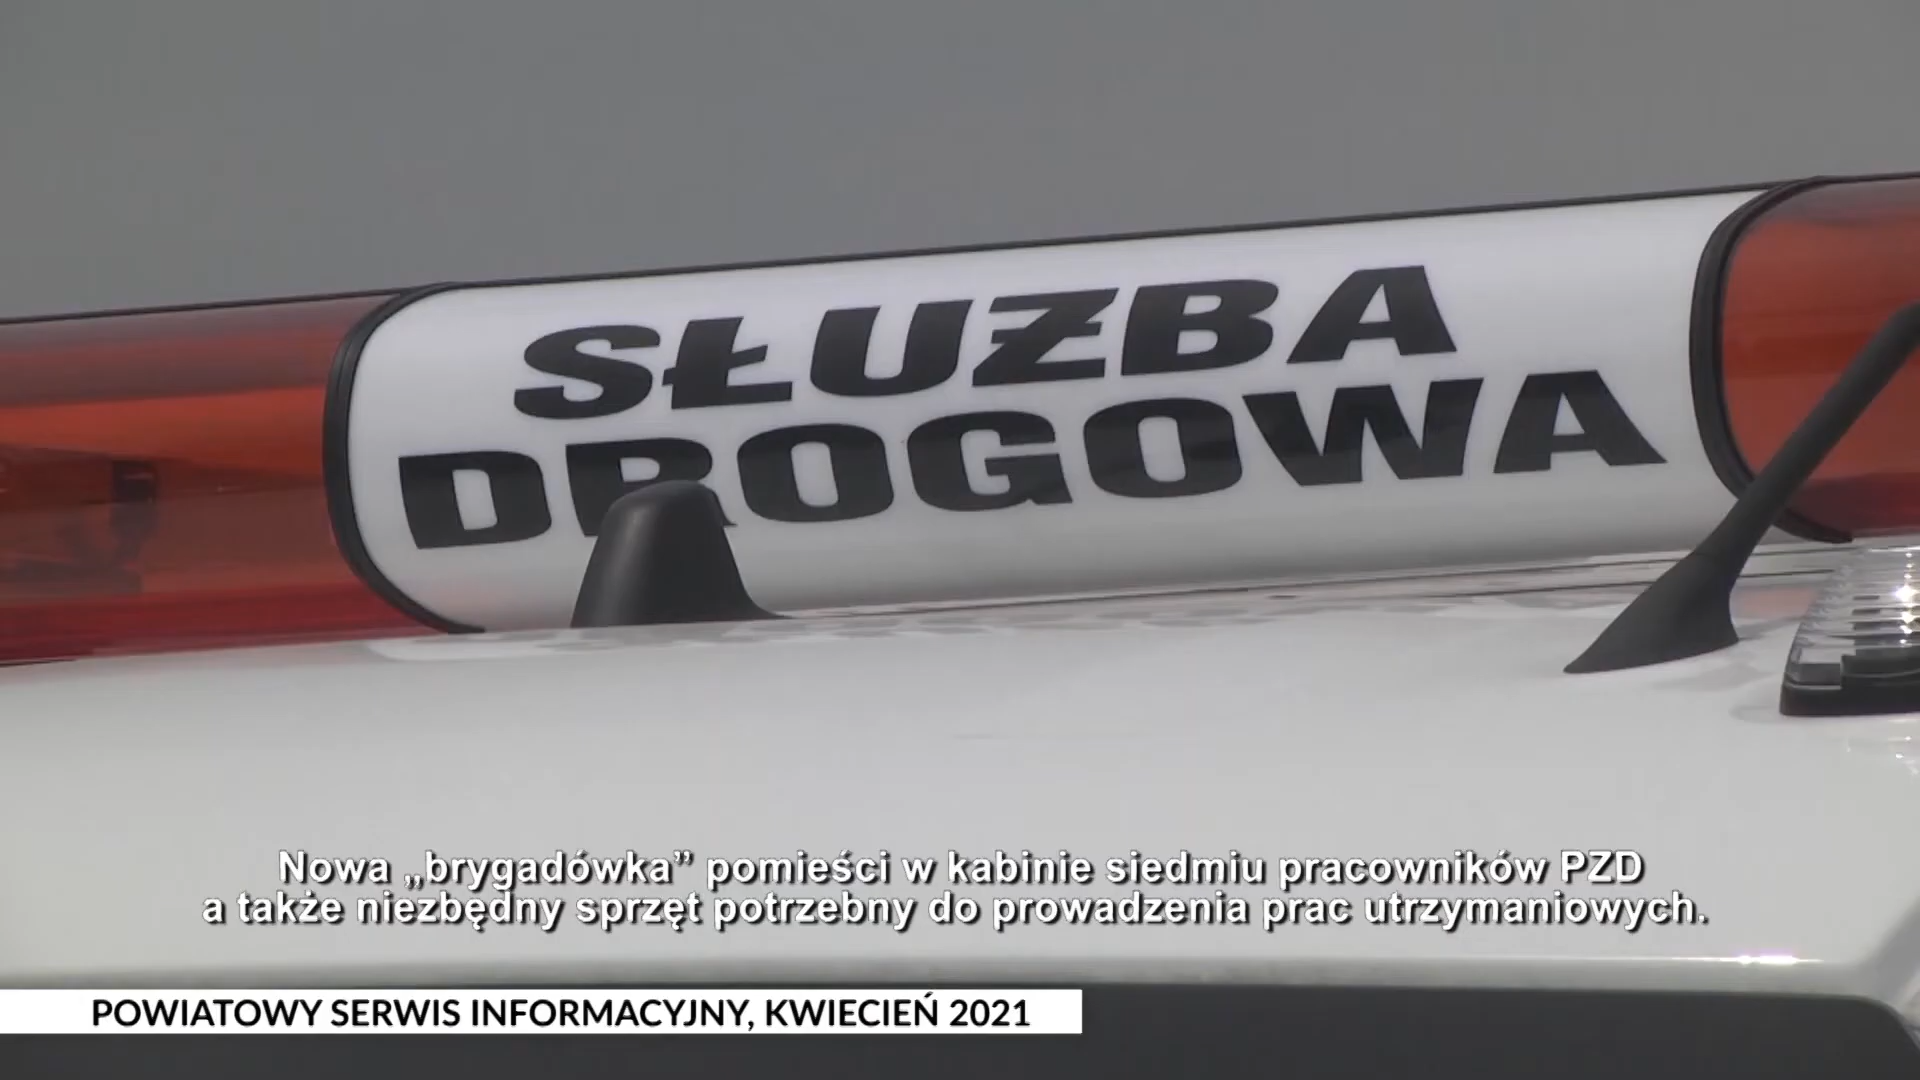 SŁUŻBA
DROGOWA
Nowa „brygadówka” pomieści w kabinie siedmiu pracowników PZD
a także niezbędny sprzęt potrzebny do prowadzenia prac utrzymaniowych.
POWIATOWY SERWIS INFORMACYJNY, KWIECIEŃ 2021